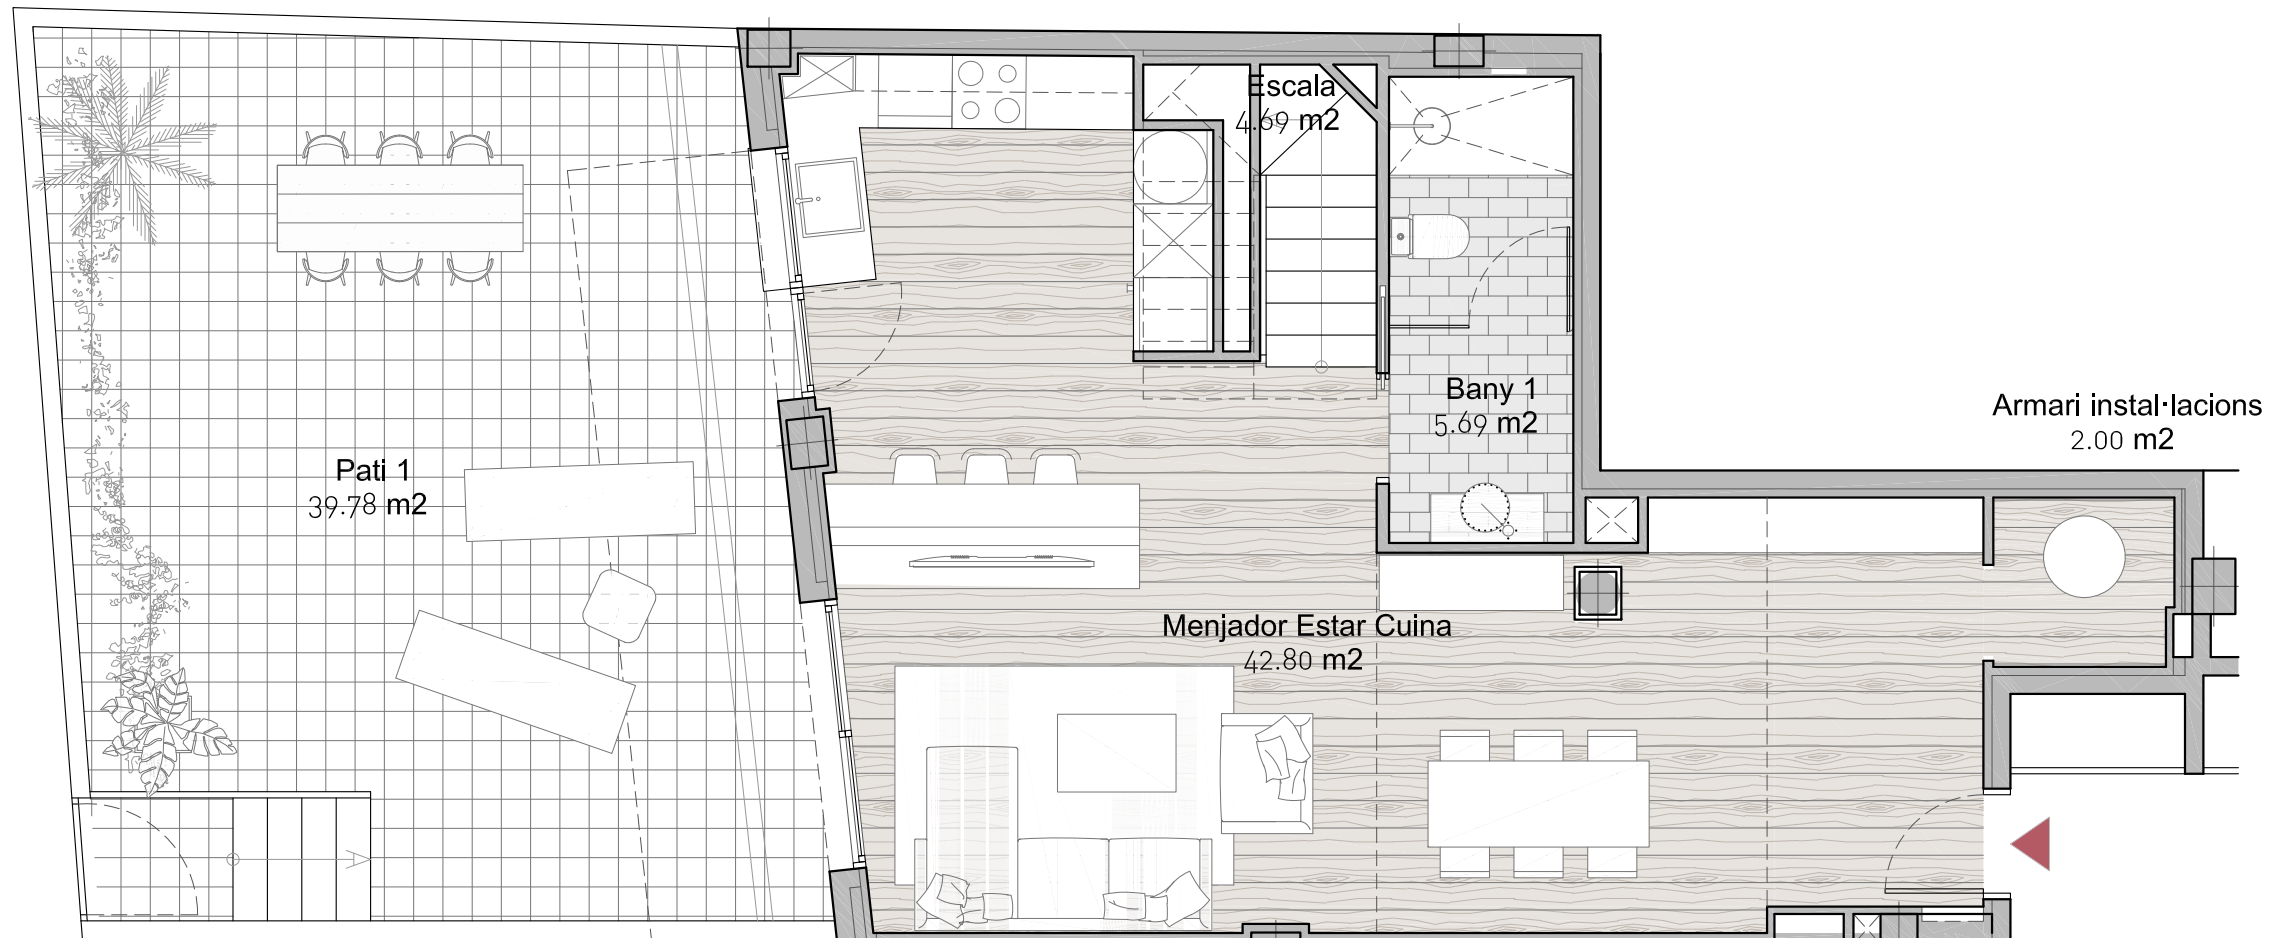 Escala
4.69 m2
Bany 1
5.69 m2
Armari instal·lacions
2.00 m2
Pati 1
39.78 m2
Menjador Estar Cuina
42.80 m2